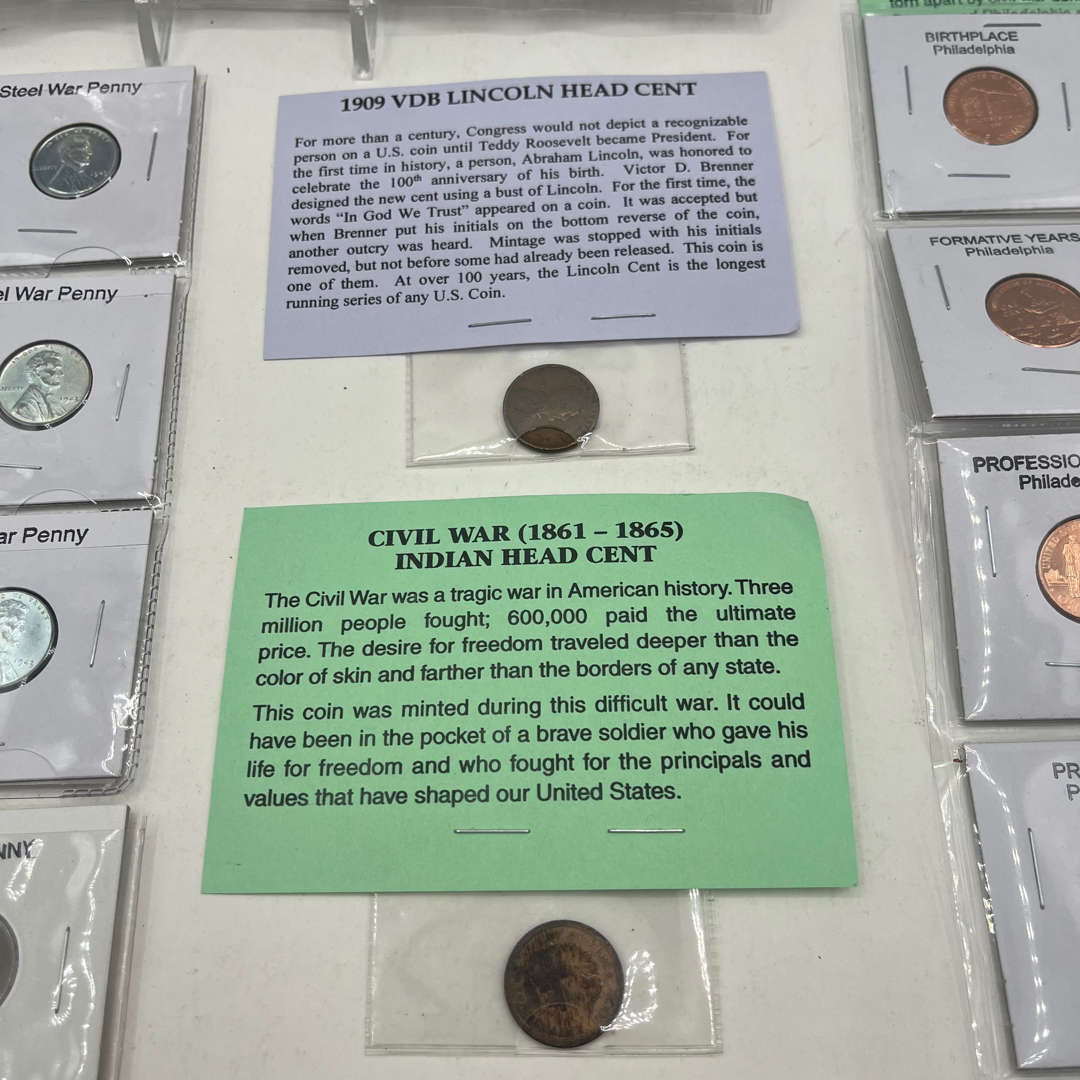 Steel War Penny
1943
War Penny
1943
Penny
1943
1909 VDB LINCOLN HEAD CENT
For more than a century, Congress would not depict a recognizable
person on a U.S. coin until Teddy Roosevelt became President. For
the first time in history, a person, Abraham Lincoln, was honored to
celebrate the 100th anniversary of his birth. Victor D. Brenner
designed the new cent using a bust of Lincoln. For the first time, the
words “In God We Trust” appeared on a coin. It was accepted but
when Brenner put his initials on the bottom reverse of the coin,
another outcry was heard. Mintage was stopped with his initials
removed, but not before some had already been released. This coin is
one of them. At over 100 years, the Lincoln Cent is the longest
running series of any U.S. Coin.
CIVIL WAR (1861 – 1865)
INDIAN HEAD CENT
The Civil War was a tragic war in American history. Three
million people fought; 600,000 paid the ultimate
price. The desire for freedom traveled deeper than the
color of skin and farther than the borders of any state.
This coin was minted during this difficult war. It could
have been in the pocket of a brave soldier who gave his
life for freedom and who fought for the principals and
values that have shaped our United States.
BIRTHPLACE
Philadelphia
FORMATIVE YEARS
Philadelphia
PROFESSIO
Philade
PR
P